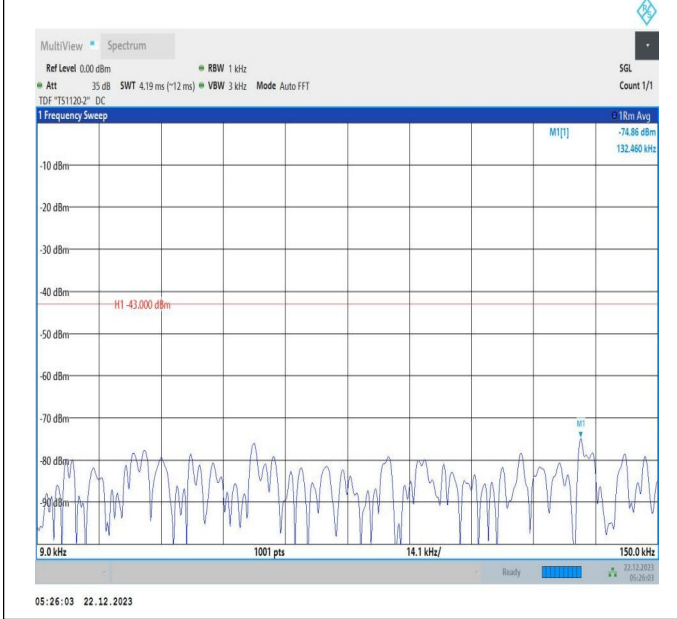 R S
MultiView Spectrum
Ref Level 0.00 dBm RBW 1 kHz SGL
Att 35 dB SWT 4.19 ms (~12 ms) VBW 3 kHz Mode Auto FFT Count 1/1
TDF "TS1120-2" DC
1 Frequency Sweep 1Rm Avg
M1[1] -74.86 dBm
132.460 kHz
-10 dBm
-20 dBm
-30 dBm
-40 dBm
H1 -43.000 dBm
-50 dBm
-60 dBm
-70 dBm
M1
-80 dBm
-90 dBm
9.0 kHz 1001 pts 14.1 kHz/ 150.0 kHz
Ready 22.12.2023
05:26:03
05:26:03 22.12.2023